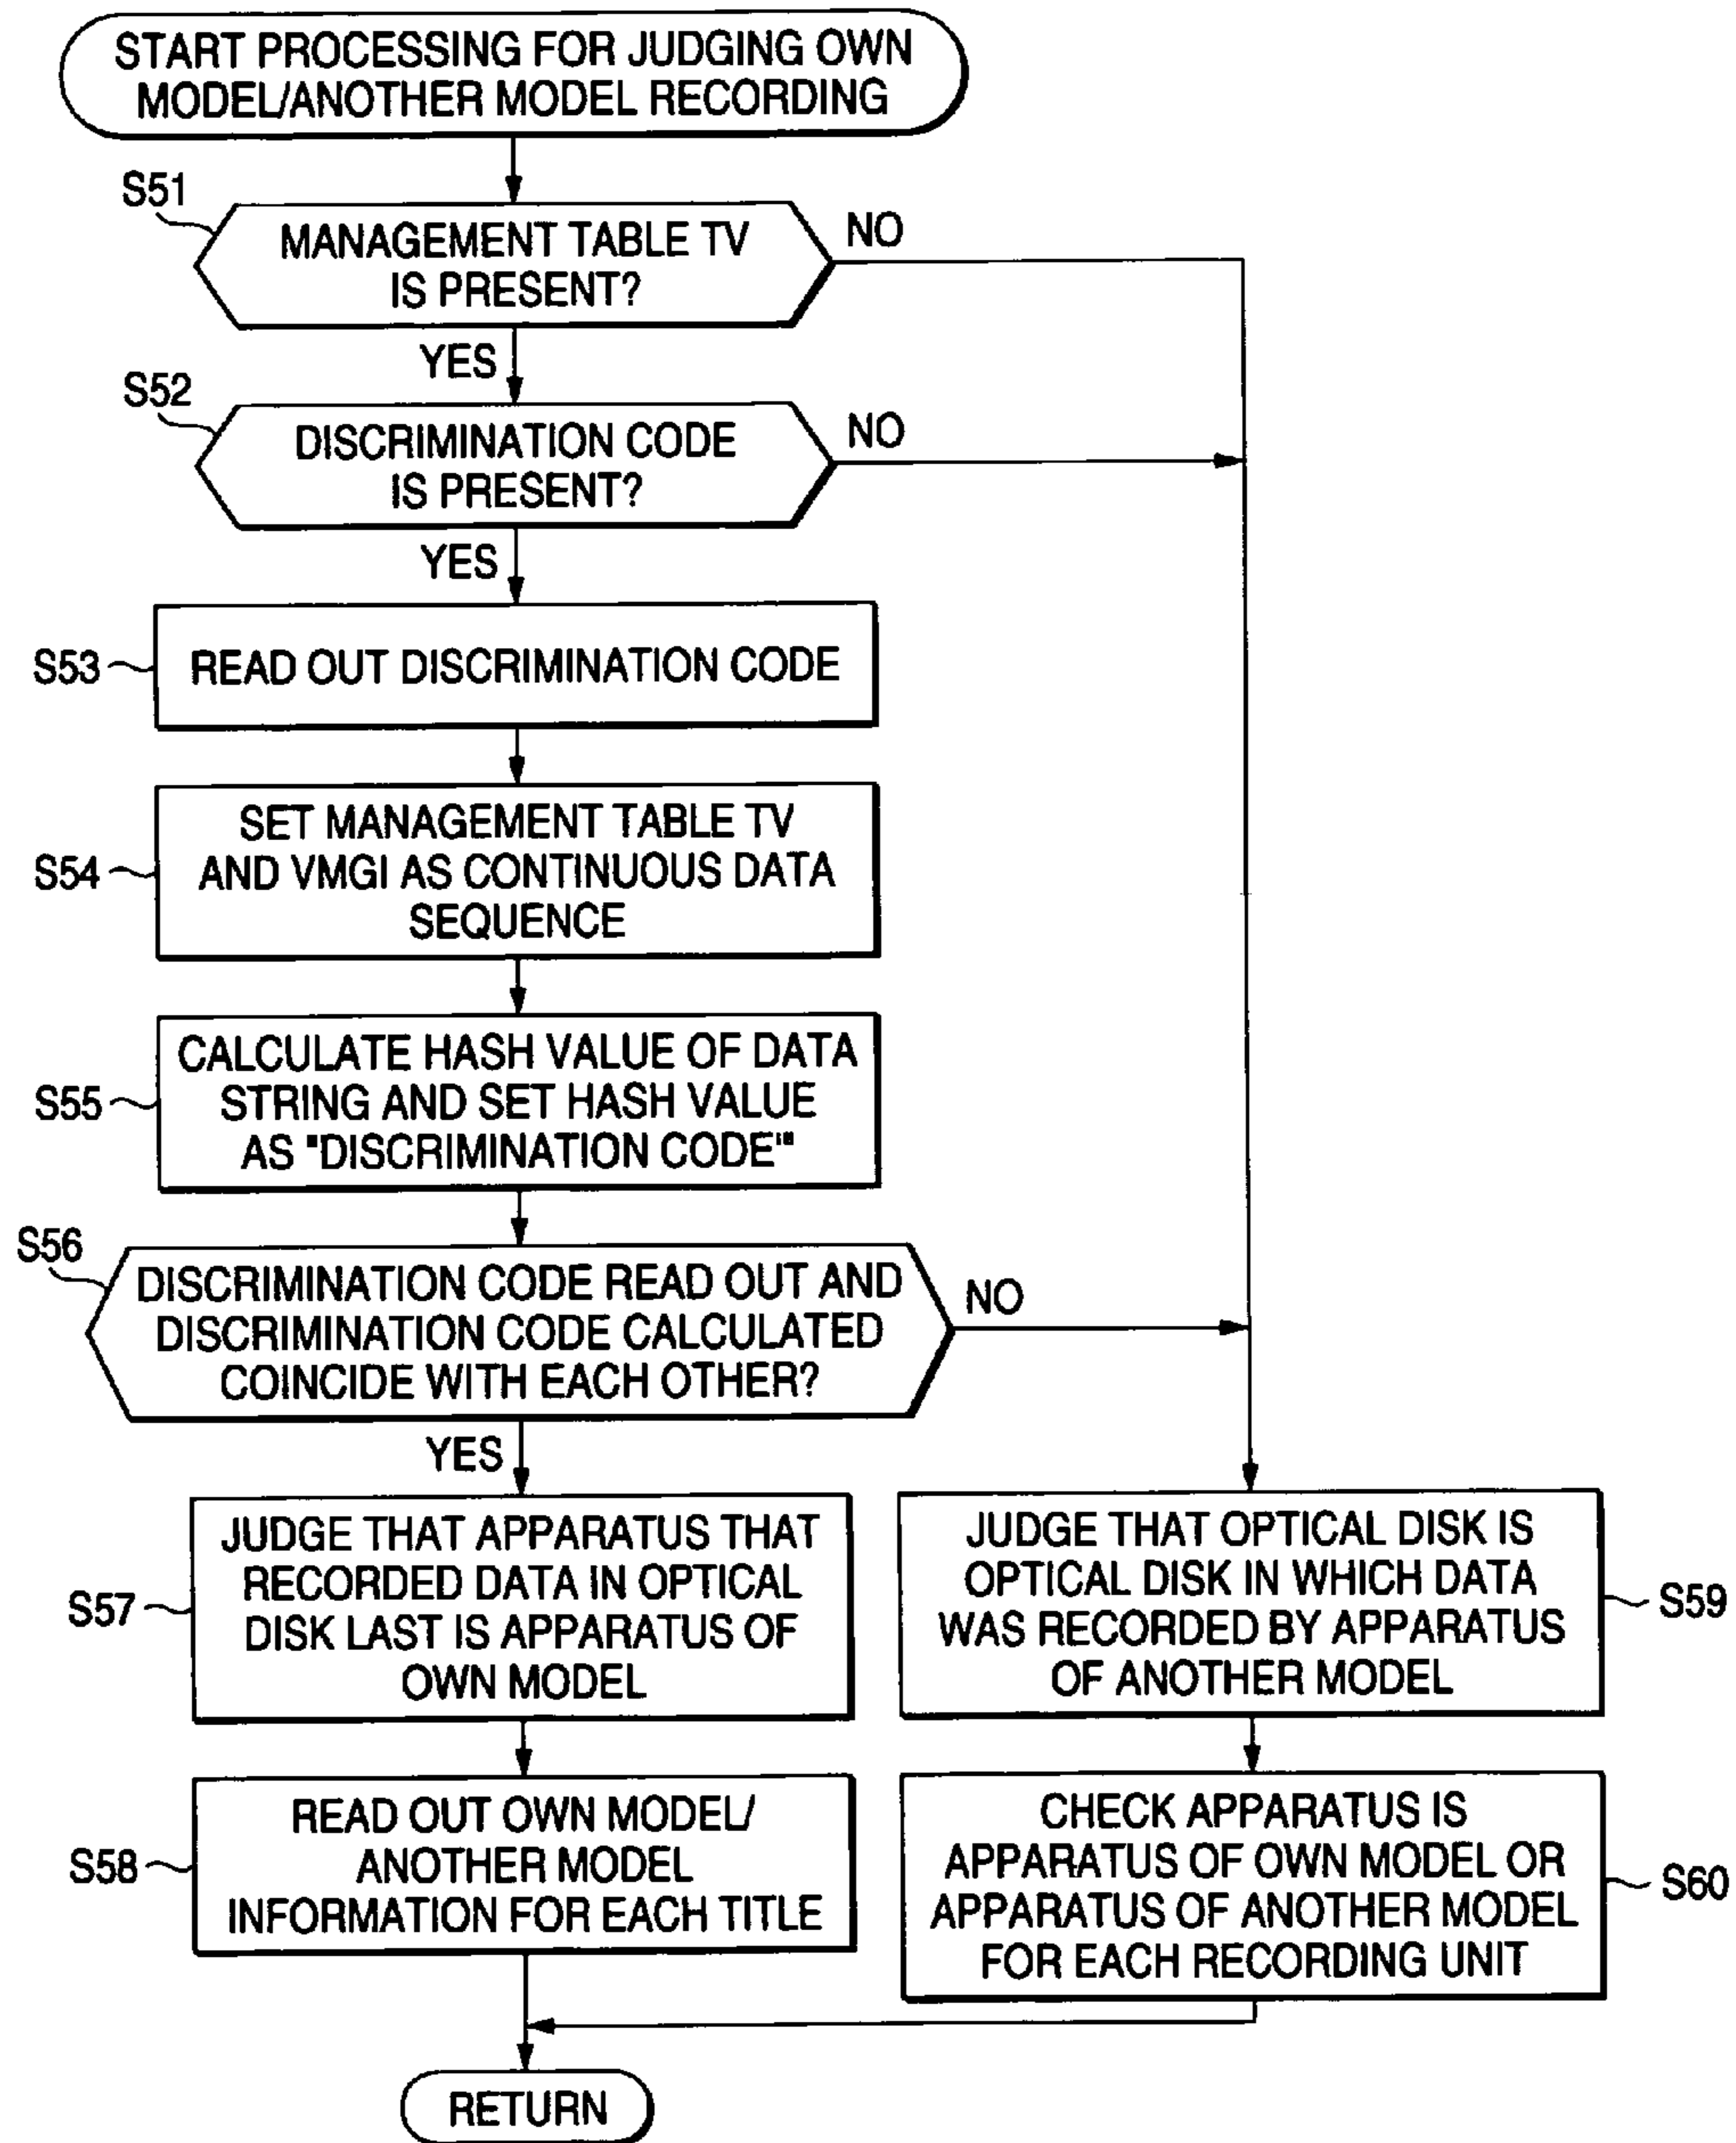 START PROCESSING FOR JUDGING OWN
MODEL/ANOTHER MODEL RECORDING
S51
MANAGEMENT TABLE TV
IS PRESENT?
NO
YES
S52
DISCRIMINATION CODE
IS PRESENT?
NO
YES
S53
READ OUT DISCRIMINATION CODE
S54
SET MANAGEMENT TABLE TV
AND VMGI AS CONTINUOUS DATA
SEQUENCE
S55
CALCULATE HASH VALUE OF DATA
STRING AND SET HASH VALUE
AS "DISCRIMINATION CODE'"
S56
DISCRIMINATION CODE READ OUT AND
DISCRIMINATION CODE CALCULATED
COINCIDE WITH EACH OTHER?
NO
YES
S57
JUDGE THAT APPARATUS THAT
RECORDED DATA IN OPTICAL
DISK LAST IS APPARATUS OF
OWN MODEL
JUDGE THAT OPTICAL DISK IS
OPTICAL DISK IN WHICH DATA
WAS RECORDED BY APPARATUS
OF ANOTHER MODEL
S59
S58
READ OUT OWN MODEL/
ANOTHER MODEL
INFORMATION FOR EACH TITLE
CHECK APPARATUS IS
APPARATUS OF OWN MODEL OR
APPARATUS OF ANOTHER MODEL
FOR EACH RECORDING UNIT
S60
RETURN